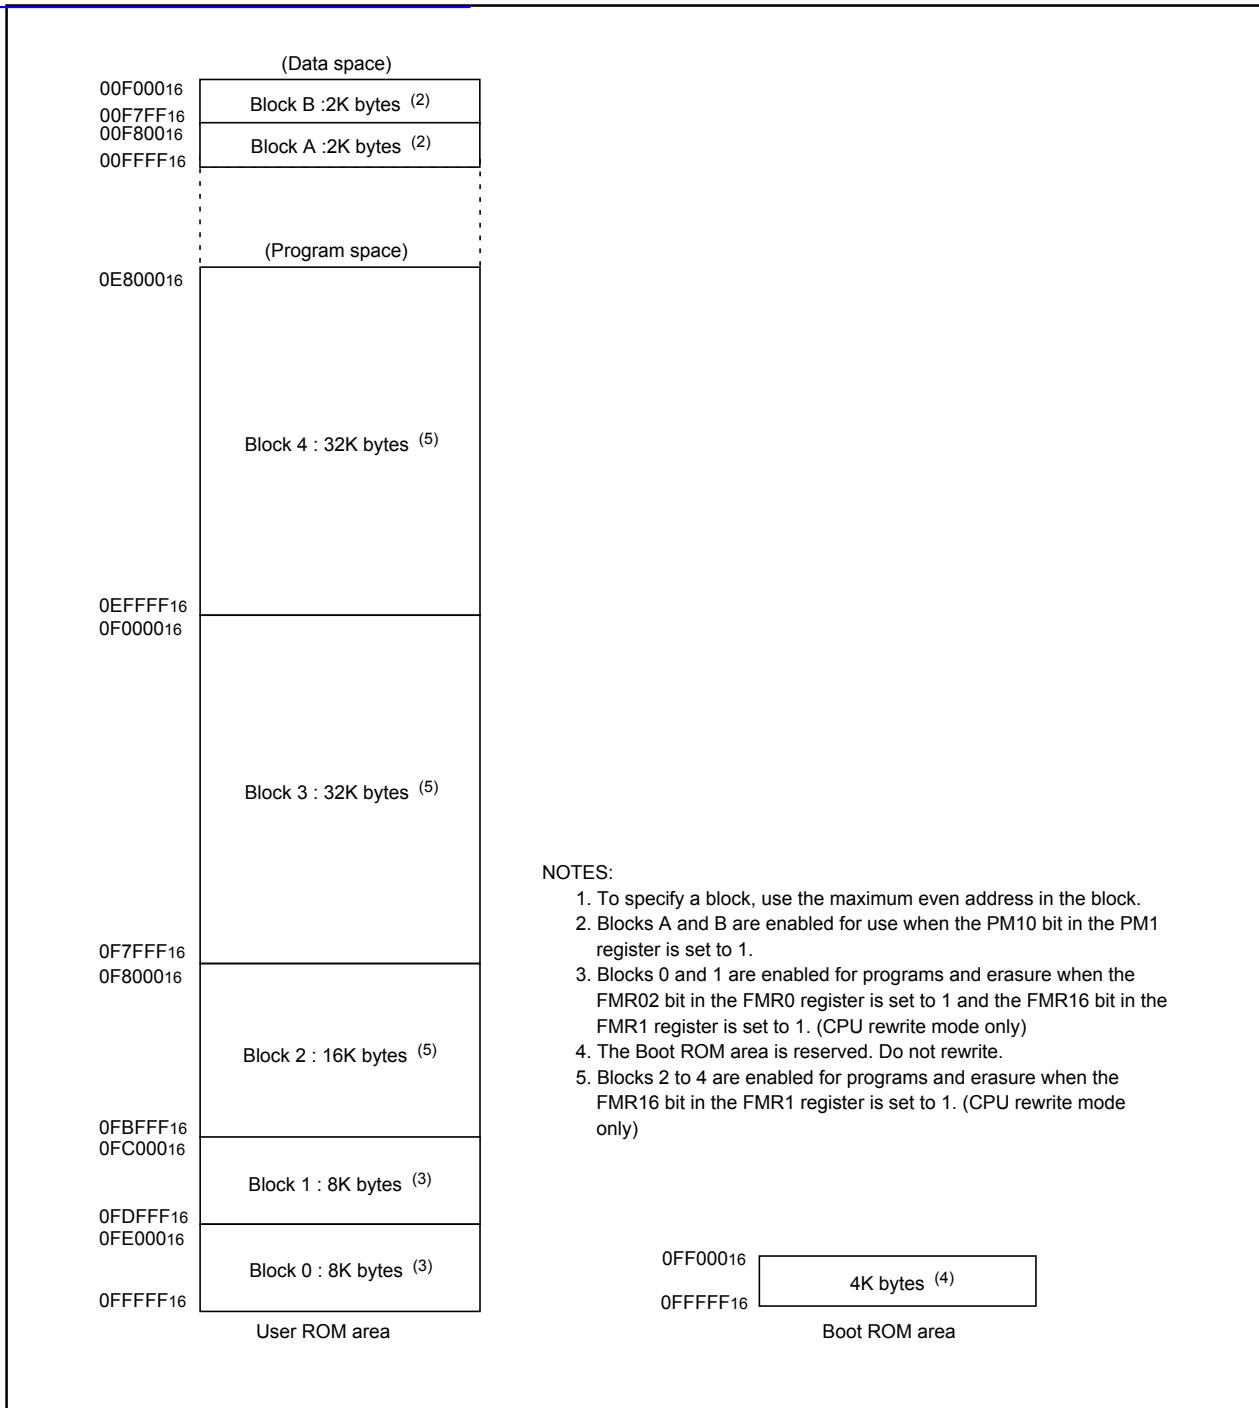 (Data space)
00F00016
Block B :2K bytes (2)
00F7FF16
00F80016
Block A :2K bytes (2)
00FFFF16
(Program space)
0E800016
Block 4 : 32K bytes (5)
0EFFFF16
0F000016
Block 3 : 32K bytes (5)
0F7FFF16
0F800016
Block 2 : 16K bytes (5)
0FBFFF16
0FC00016
Block 1 : 8K bytes (3)
0FDFFF16
0FE00016
Block 0 : 8K bytes (3)
0FFFFF16
User ROM area
NOTES:
1. To specify a block, use the maximum even address in the block.
2. Blocks A and B are enabled for use when the PM10 bit in the PM1
register is set to 1.
3. Blocks 0 and 1 are enabled for programs and erasure when the
FMR02 bit in the FMR0 register is set to 1 and the FMR16 bit in the
FMR1 register is set to 1. (CPU rewrite mode only)
4. The Boot ROM area is reserved. Do not rewrite.
5. Blocks 2 to 4 are enabled for programs and erasure when the
FMR16 bit in the FMR1 register is set to 1. (CPU rewrite mode
only)
0FF00016
4K bytes (4)
0FFFFF16
Boot ROM area